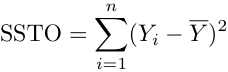 SSTO = \sum_{i=1}^{n} (Y_i - \overline{Y})^2